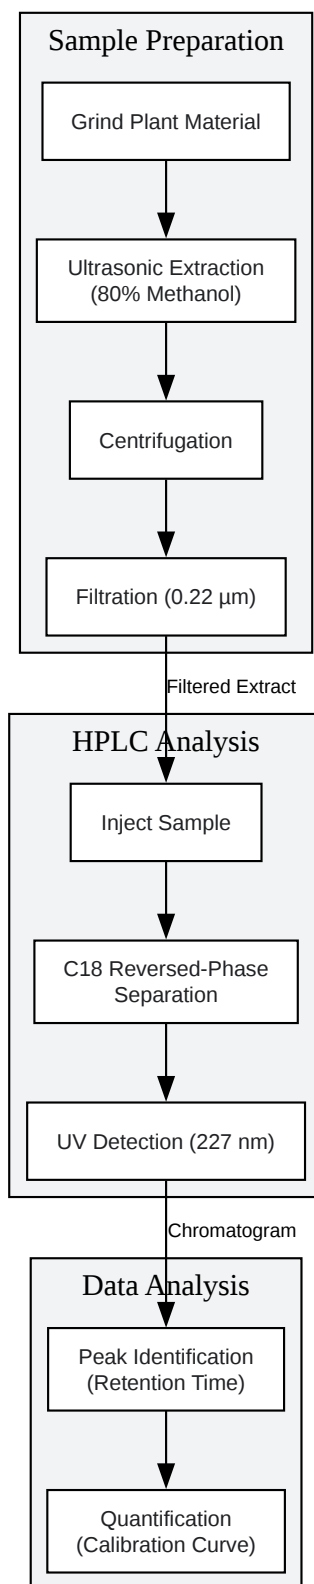 Sample Preparation
Grind Plant Material
Ultrasonic Extraction
(80% Methanol)
Centrifugation
Filtration (0.22 µm)
Filtered Extract
HPLC Analysis
Inject Sample
C18 Reversed-Phase
Separation
UV Detection (227 nm)
Chromatogram
Data Analysis
Peak Identification
(Retention Time)
Quantification
(Calibration Curve)